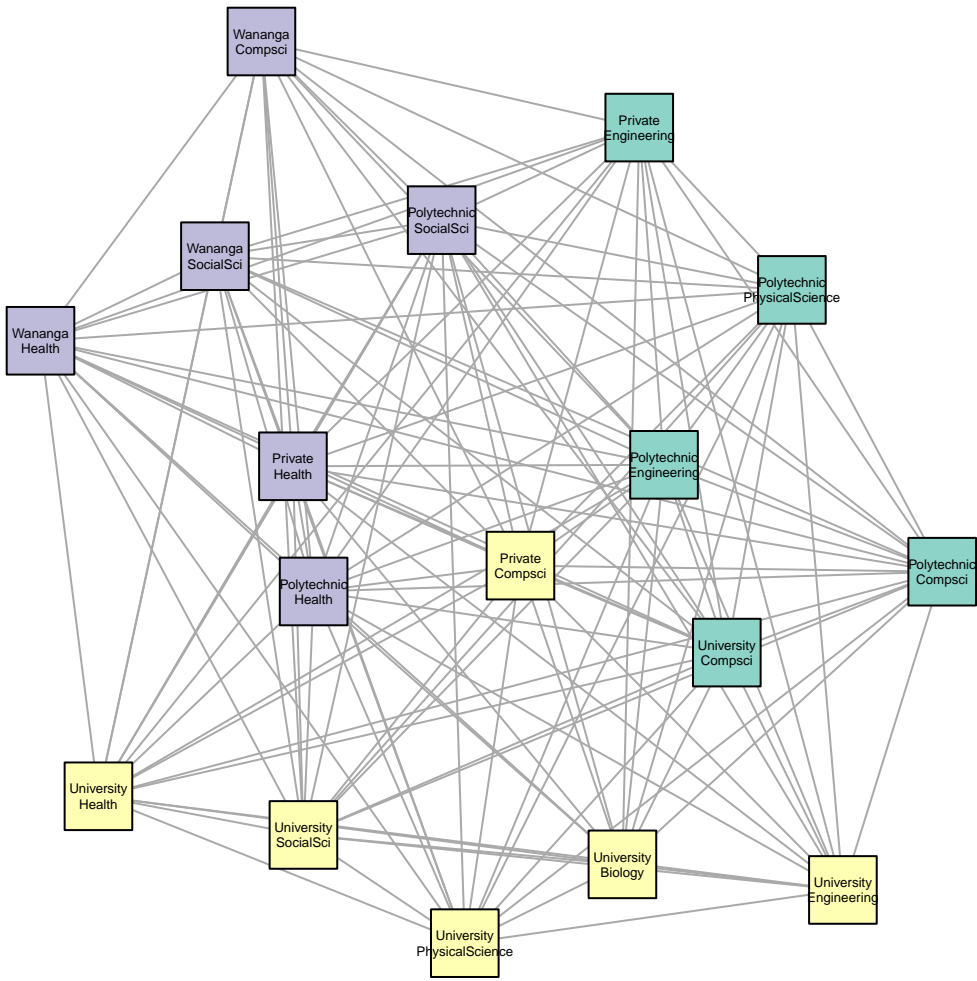 Wananga
Compsci
Private
Engineering
Polytechnic
SocialSci
Wananga
SocialSci
Polytechnic
PhysicalScience
Wananga
Health
Private
Health
Polytechnic
Engineering
Private
Compsci
Polytechnic
Compsci
Polytechnic
Health
University
Compsci
University
Health
University
SocialSci
University
Biology
University
Engineering
University
PhysicalScience